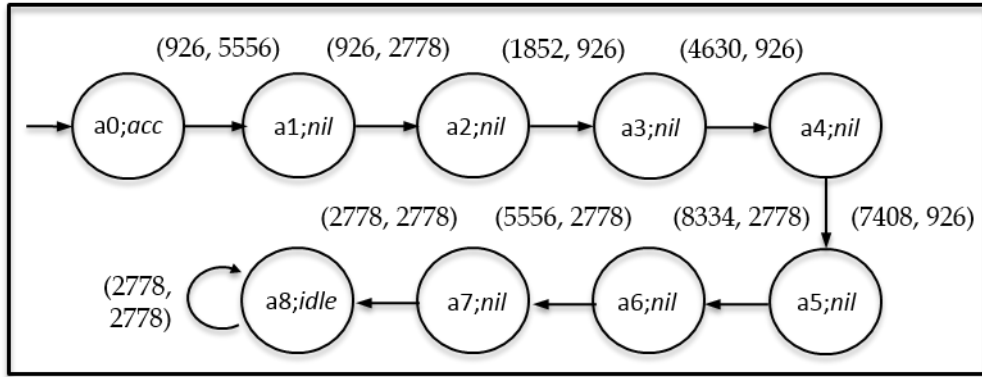 (926, 5556) (926, 2778) (1852, 926) (4630, 926)
a0;acc a1;nil a2;nil a3;nil a4;nil
(2778, 2778) (5556, 2778) (8334, 2778) (7408, 926)
(2778,
2778)
a8;idle a7;nil a6;nil a5;nil